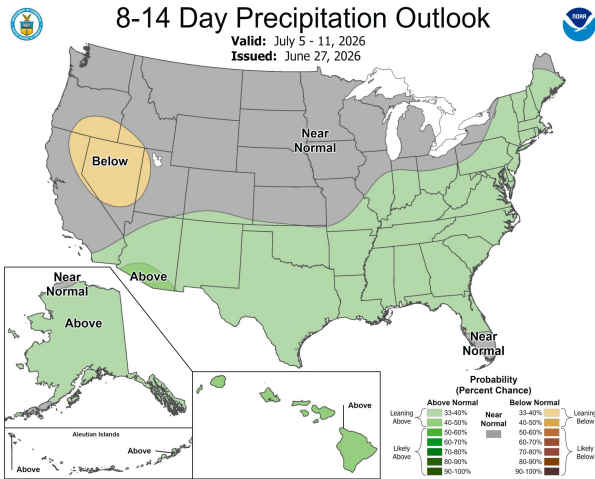 8-14 Day Precipitation Outlook
Valid: July 5 - 11, 2026
Issued: June 27, 2026
NOAA
Near
Normal
Below
Above
Near
Normal
Above
Near
Normal
Aleutian Islands
Above
Above
Above
Probability
(Percent Chance)
Above Normal
Near
Normal
Below Normal
Leaning
Above
33-40%
40-50%
Likely
Above
50-60%
60-70%
70-80%
80-90%
90-100%
33-40%
40-50%
Leaning
Below
50-60%
60-70%
70-80%
80-90%
90-100%
Likely
Below